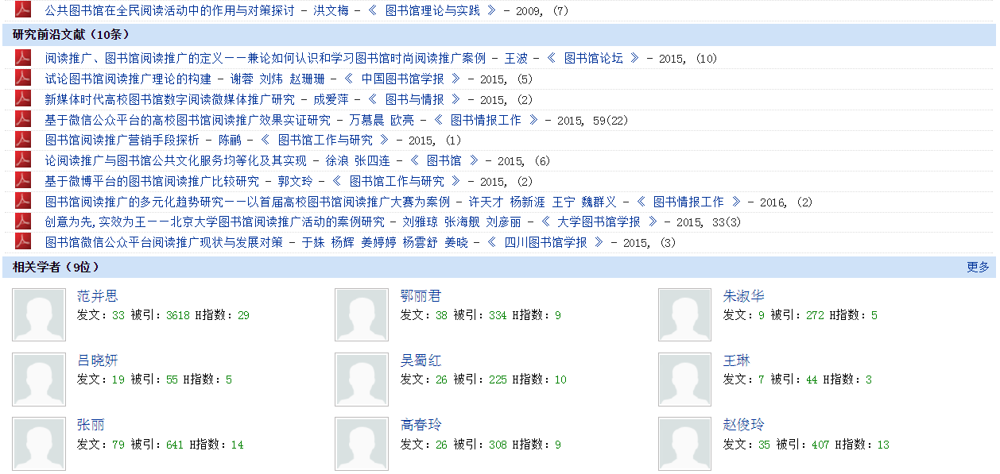 公共图书馆在全民阅读活动中的作用与对策探讨 - 洪文梅 - 《 图书馆理论与实践 》 - 2009, (7)
研究前沿文献（10条）
阅读推广、图书馆阅读推广的定义——兼论如何认识和学习图书馆时尚阅读推广案例 - 王波 - 《 图书馆论坛 》 - 2015, (10)
试论图书馆阅读推广理论的构建 - 谢蓉 刘炜 赵珊珊 - 《 中国图书馆学报 》 - 2015, (5)
新媒体时代高校图书馆数字阅读微媒体推广研究 - 成爱萍 - 《 图书与情报 》 - 2015, (2)
基于微信公众平台的高校图书馆阅读推广效果实证研究 - 万慕晨 欧亮 - 《 图书情报工作 》 - 2015, 59(22)
图书馆阅读推广营销手段探析 - 陈鹂 - 《 图书馆工作与研究 》 - 2015, (1)
论阅读推广与图书馆公共文化服务均等化及其实现 - 徐浪 张四连 - 《 图书馆 》 - 2015, (6)
基于微博平台的图书馆阅读推广比较研究 - 郭文玲 - 《 图书馆工作与研究 》 - 2015, (2)
图书馆阅读推广的多元化趋势研究——以首届高校图书馆阅读推广大赛为案例 - 许天才 杨新涯 王宁 魏群义 - 《 图书情报工作 》 - 2016, (2)
创意为先,实效为王——北京大学图书馆阅读推广活动的案例研究 - 刘雅琼 张海舰 刘彦丽 - 《 大学图书馆学报 》 - 2015, 33(3)
图书馆微信公众平台阅读推广现状与发展对策 - 于姝 杨辉 姜婷婷 杨雲舒 姜晓 - 《 四川图书馆学报 》 - 2015, (3)
相关学者（9位） 更多
范并思 鄂丽君 朱淑华
发文：33 被引：3618 H指数：29 发文：38 被引：334 H指数：9 发文：9 被引：272 H指数：5
吕晓妍 吴蜀红 王琳
发文：19 被引：55 H指数：5 发文：26 被引：225 H指数：10 发文：7 被引：44 H指数：3
张丽 高春玲 赵俊玲
发文：79 被引：641 H指数：14 发文：26 被引：308 H指数：9 发文：35 被引：407 H指数：13